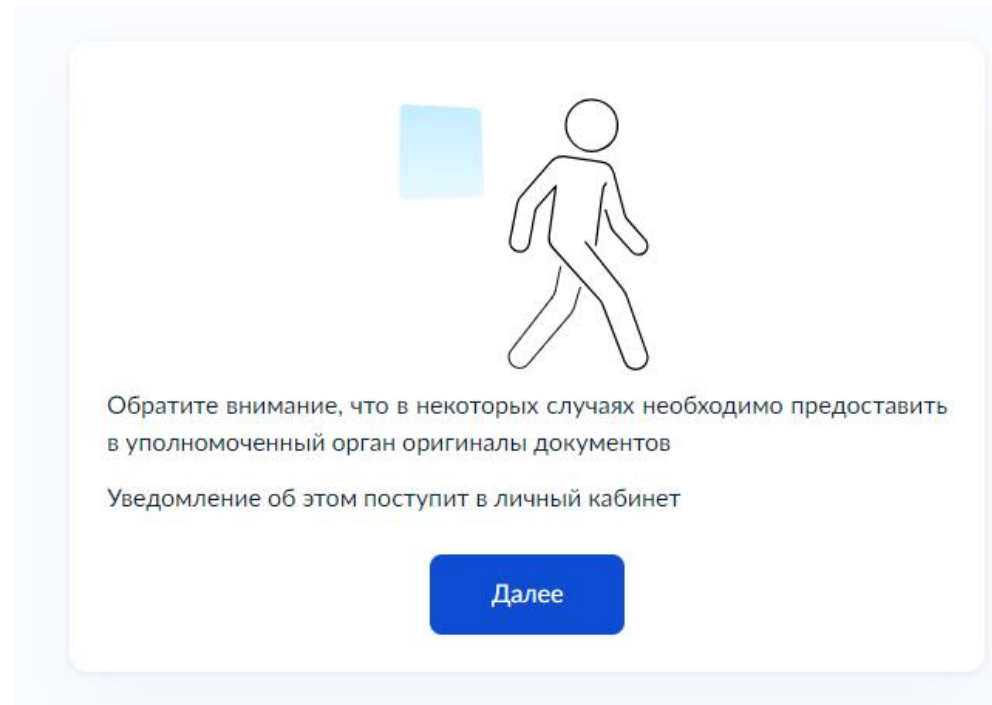 Обратите внимание, что в некоторых случаях необходимо предоставить
в уполномоченный орган оригиналы документов
Уведомление об этом поступит в личный кабинет
Далее